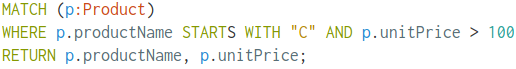 MATCH (p:Product)
WHERE p.productName STARTS WITH "C" AND p.unitPrice > 100
RETURN p.productName, p.unitPrice;